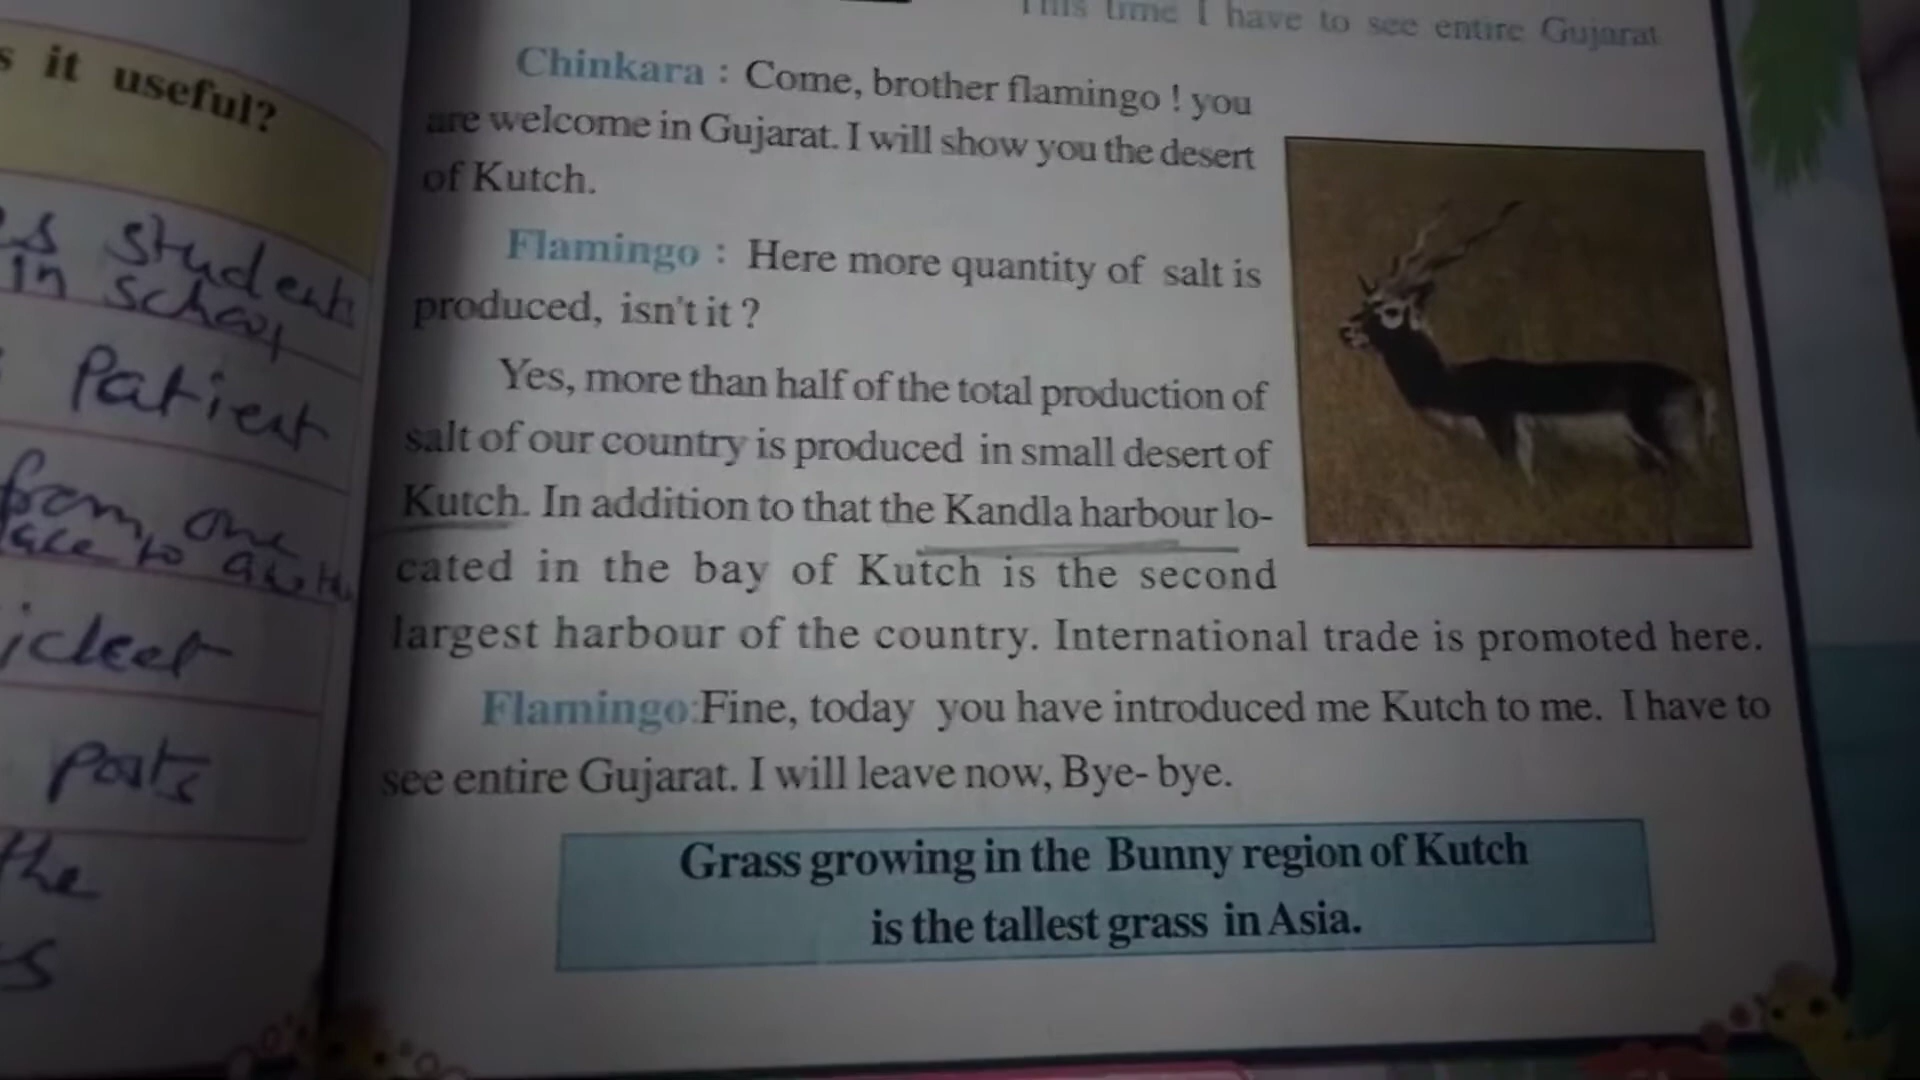 s it useful?
students
in school
Patient
from one
to
posts
the
This time I have to see entire Gujarat
Chinkara : Come, brother flamingo ! you
are welcome in Gujarat. I will show you the desert
of Kutch.
Flamingo : Here more quantity of salt is
produced, isn't it ?
Yes, more than half of the total production of
salt of our country is produced in small desert of
Kutch. In addition to that the Kandla harbour lo-
cated in the bay of Kutch is the second
largest harbour of the country. International trade is promoted here.
Flamingo:Fine, today you have introduced me Kutch to me. I have to
see entire Gujarat. I will leave now, Bye- bye.
Grass growing in the Bunny region of Kutch
is the tallest grass in Asia.